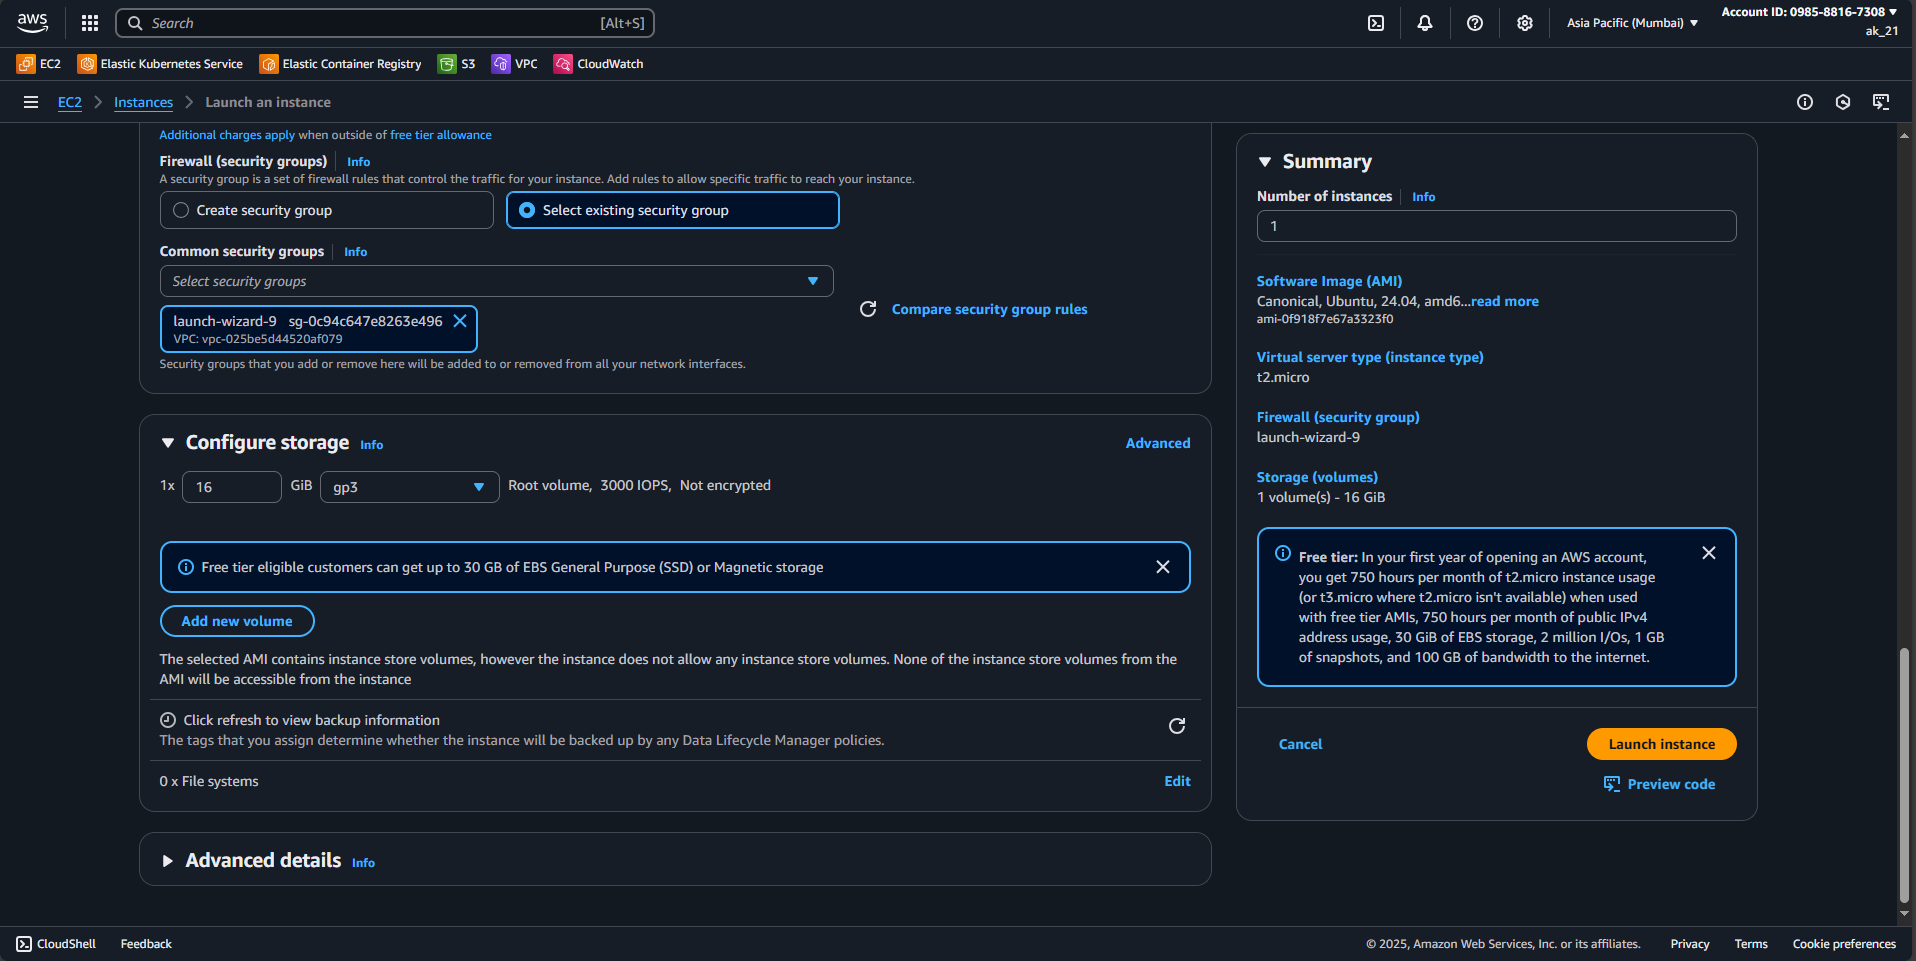 aws
Search [Alt+S]
Asia Pacific (Mumbai)
Account ID: 0985-8816-7308
ak_21
EC2
Elastic Kubernetes Service
Elastic Container Registry
S3
VPC
CloudWatch
EC2 > Instances > Launch an instance
Additional charges apply when outside of free tier allowance
Firewall (security groups) Info
A security group is a set of firewall rules that control the traffic for your instance. Add rules to allow specific traffic to reach your instance.
Create security group
Select existing security group
Common security groups Info
Select security groups
launch-wizard-9 sg-0c94c647e8263e496
VPC: vpc-025be5d44520af079
Compare security group rules
Security groups that you add or remove here will be added to or removed from all your network interfaces.
Configure storage Info
Advanced
1x 16 GiB gp3 Root volume, 3000 IOPS, Not encrypted
Free tier eligible customers can get up to 30 GB of EBS General Purpose (SSD) or Magnetic storage
Add new volume
The selected AMI contains instance store volumes, however the instance does not allow any instance store volumes. None of the instance store volumes from the
AMI will be accessible from the instance
Click refresh to view backup information
The tags that you assign determine whether the instance will be backed up by any Data Lifecycle Manager policies.
0 x File systems
Edit
Advanced details Info
Summary
Number of instances Info
1
Software Image (AMI)
Canonical, Ubuntu, 24.04, amd6...read more
ami-0f918f7e67a3323f0
Virtual server type (instance type)
t2.micro
Firewall (security group)
launch-wizard-9
Storage (volumes)
1 volume(s) - 16 GiB
Free tier: In your first year of opening an AWS account,
you get 750 hours per month of t2.micro instance usage
(or t3.micro where t2.micro isn't available) when used
with free tier AMIs, 750 hours per month of public IPv4
address usage, 30 GiB of EBS storage, 2 million I/Os, 1 GB
of snapshots, and 100 GB of bandwidth to the internet.
Cancel
Launch instance
Preview code
CloudShell
Feedback
© 2025, Amazon Web Services, Inc. or its affiliates.
Privacy
Terms
Cookie preferences